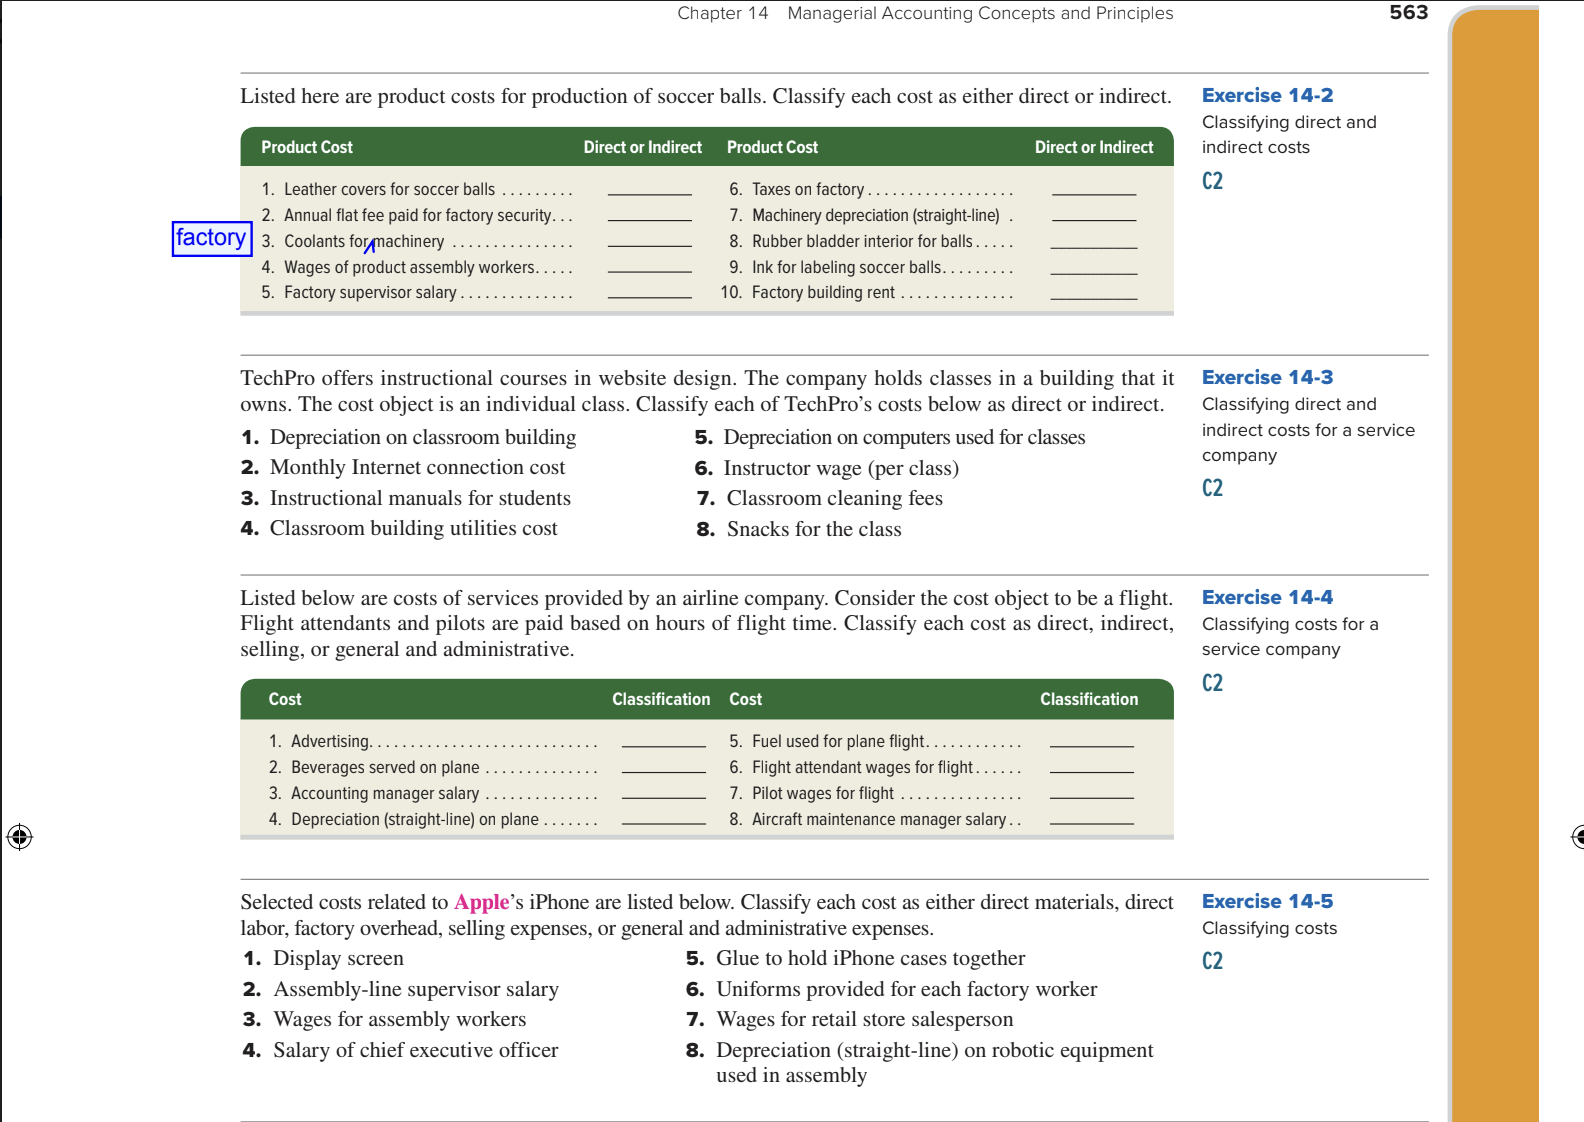 Chapter 14 Managerial Accounting Concepts and Principles 563
Listed here are product costs for production of soccer balls. Classify each cost as either direct or indirect.
Exercise 14-2
Classifying direct and
indirect costs
C2
Product Cost Direct or Indirect Product Cost Direct or Indirect
1. Leather covers for soccer balls . . . . . . . . . ________ 6. Taxes on factory . . . . . . . . . . . . . . . . . . ________
2. Annual flat fee paid for factory security. . . ________ 7. Machinery depreciation (straight-line) . ________
factory
3. Coolants for machinery . . . . . . . . . . . . . . . ________ 8. Rubber bladder interior for balls . . . . . ________
4. Wages of product assembly workers. . . . . ________ 9. Ink for labeling soccer balls. . . . . . . . . ________
5. Factory supervisor salary . . . . . . . . . . . . . . ________ 10. Factory building rent . . . . . . . . . . . . . . ________
TechPro offers instructional courses in website design. The company holds classes in a building that it
owns. The cost object is an individual class. Classify each of TechPro's costs below as direct or indirect.
Exercise 14-3
Classifying direct and
indirect costs for a service
company
C2
1. Depreciation on classroom building
2. Monthly Internet connection cost
3. Instructional manuals for students
4. Classroom building utilities cost
5. Depreciation on computers used for classes
6. Instructor wage (per class)
7. Classroom cleaning fees
8. Snacks for the class
Listed below are costs of services provided by an airline company. Consider the cost object to be a flight.
Flight attendants and pilots are paid based on hours of flight time. Classify each cost as direct, indirect,
selling, or general and administrative.
Exercise 14-4
Classifying costs for a
service company
C2
Cost Classification Cost Classification
1. Advertising. . . . . . . . . . . . . . . . . . . . . . . . . . . . ________ 5. Fuel used for plane flight. . . . . . . . . . . . ________
2. Beverages served on plane . . . . . . . . . . . . . . ________ 6. Flight attendant wages for flight . . . . . . ________
3. Accounting manager salary . . . . . . . . . . . . . . ________ 7. Pilot wages for flight . . . . . . . . . . . . . . . ________
4. Depreciation (straight-line) on plane . . . . . . . ________ 8. Aircraft maintenance manager salary . . ________
Selected costs related to Apple's iPhone are listed below. Classify each cost as either direct materials, direct
labor, factory overhead, selling expenses, or general and administrative expenses.
Exercise 14-5
Classifying costs
C2
1. Display screen
2. Assembly-line supervisor salary
3. Wages for assembly workers
4. Salary of chief executive officer
5. Glue to hold iPhone cases together
6. Uniforms provided for each factory worker
7. Wages for retail store salesperson
8. Depreciation (straight-line) on robotic equipment
used in assembly